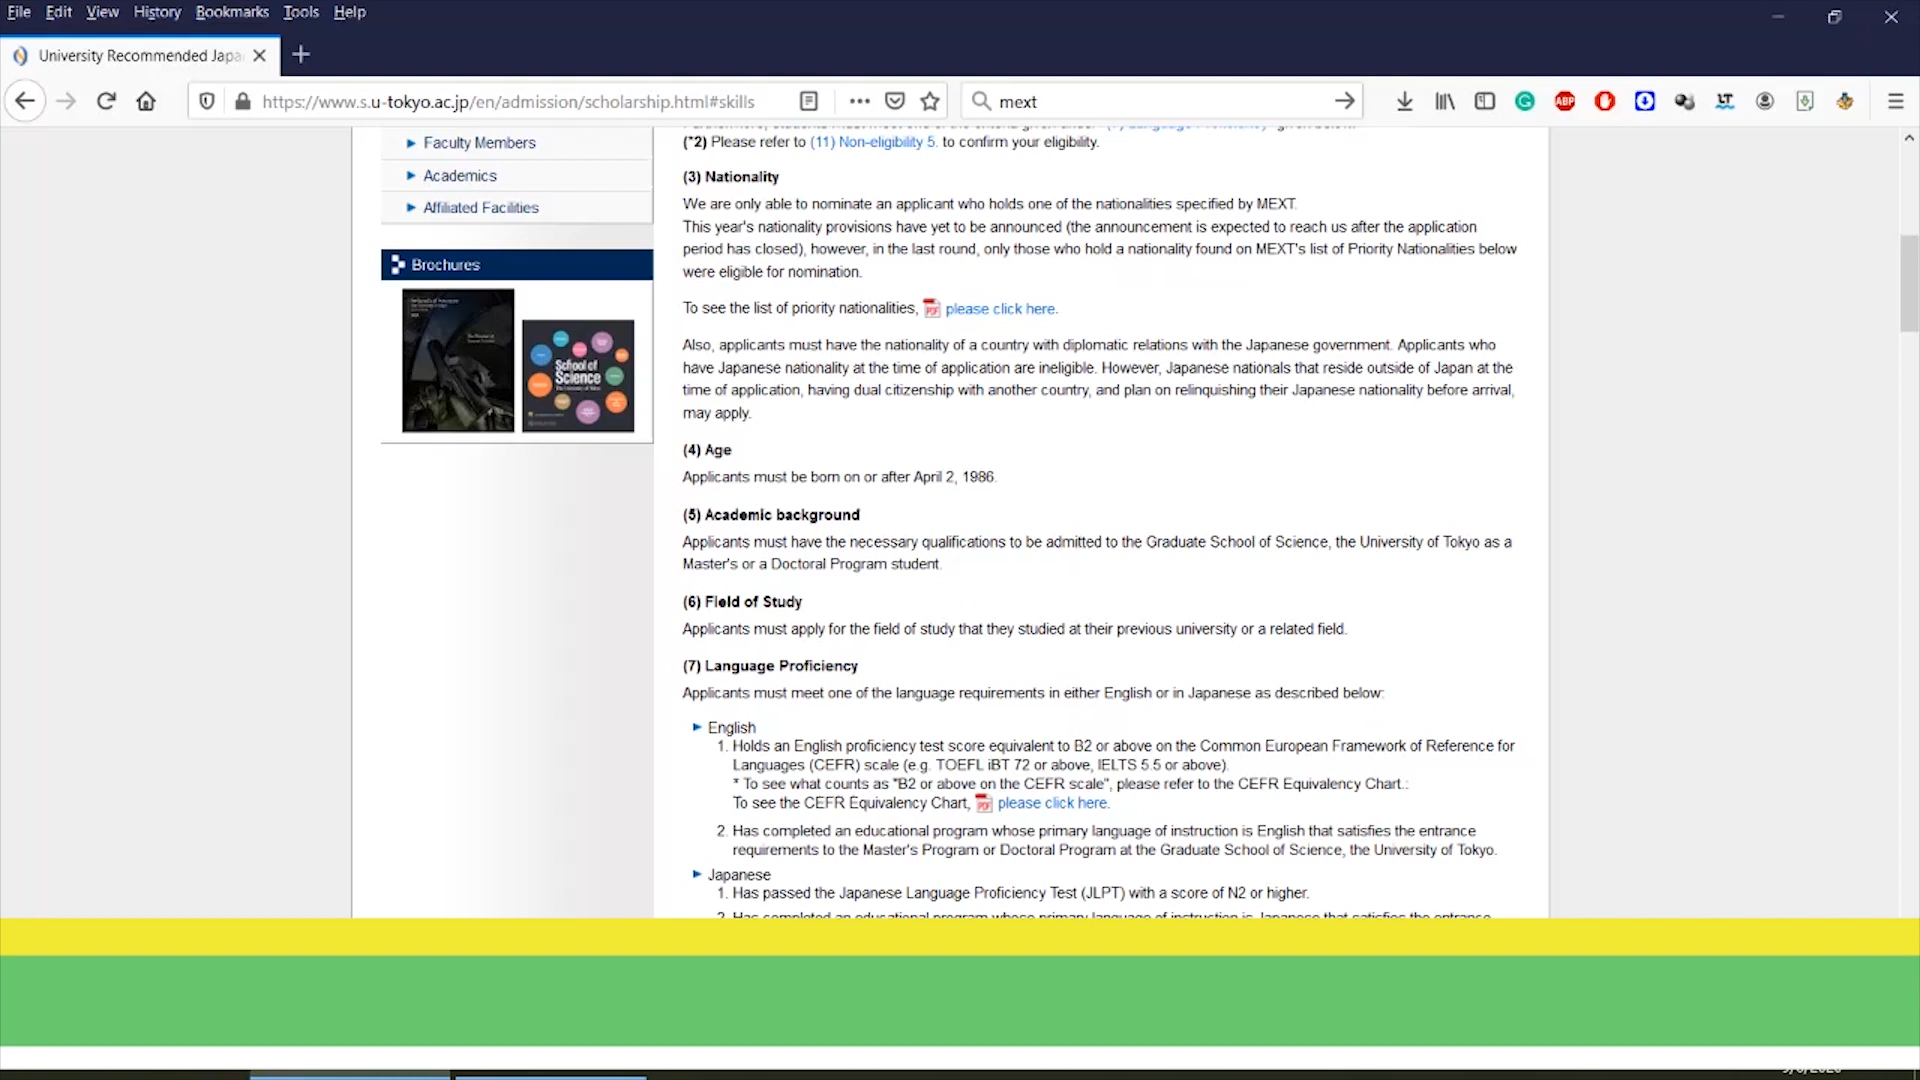 File Edit View History Bookmarks Tools Help
University Recommended Japa
https://www.s.u-tokyo.ac.jp/en/admission/scholarship.html#skills
mext
Faculty Members
Academics
Affiliated Facilities
Brochures
School of
Science
(*2) Please refer to (11) Non-eligibility 5. to confirm your eligibility.
(3) Nationality
We are only able to nominate an applicant who holds one of the nationalities specified by MEXT.
This year's nationality provisions have yet to be announced (the announcement is expected to reach us after the application
period has closed), however, in the last round, only those who hold a nationality found on MEXT's list of Priority Nationalities below
were eligible for nomination.
To see the list of priority nationalities, PDF please click here.
Also, applicants must have the nationality of a country with diplomatic relations with the Japanese government. Applicants who
have Japanese nationality at the time of application are ineligible. However, Japanese nationals that reside outside of Japan at the
time of application, having dual citizenship with another country, and plan on relinquishing their Japanese nationality before arrival,
may apply.
(4) Age
Applicants must be born on or after April 2, 1986.
(5) Academic background
Applicants must have the necessary qualifications to be admitted to the Graduate School of Science, the University of Tokyo as a
Master's or a Doctoral Program student.
(6) Field of Study
Applicants must apply for the field of study that they studied at their previous university or a related field.
(7) Language Proficiency
Applicants must meet one of the language requirements in either English or in Japanese as described below:
English
1. Holds an English proficiency test score equivalent to B2 or above on the Common European Framework of Reference for
Languages (CEFR) scale (e.g. TOEFL iBT 72 or above, IELTS 5.5 or above).
* To see what counts as "B2 or above on the CEFR scale", please refer to the CEFR Equivalency Chart.:
To see the CEFR Equivalency Chart, PDF please click here.
2. Has completed an educational program whose primary language of instruction is English that satisfies the entrance
requirements to the Master's Program or Doctoral Program at the Graduate School of Science, the University of Tokyo.
Japanese
1. Has passed the Japanese Language Proficiency Test (JLPT) with a score of N2 or higher.
2. Has completed an educational program whose primary language of instruction is Japanese that satisfies the entrance